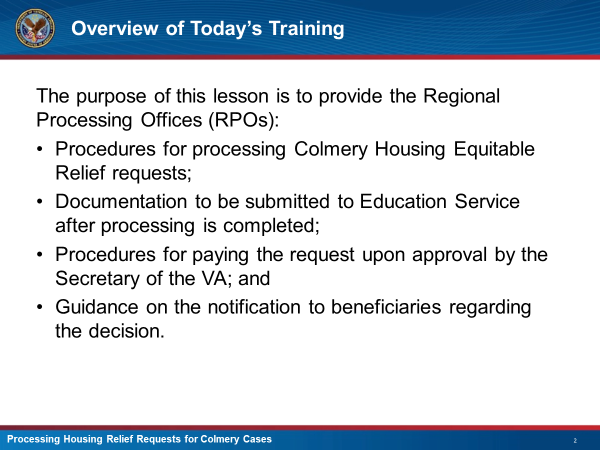 Overview of Today's Training
The purpose of this lesson is to provide the Regional
Processing Offices (RPOs):
• Procedures for processing Colmery Housing Equitable
Relief requests;
• Documentation to be submitted to Education Service
after processing is completed;
• Procedures for paying the request upon approval by the
Secretary of the VA; and
• Guidance on the notification to beneficiaries regarding
the decision.
Processing Housing Relief Requests for Colmery Cases
2